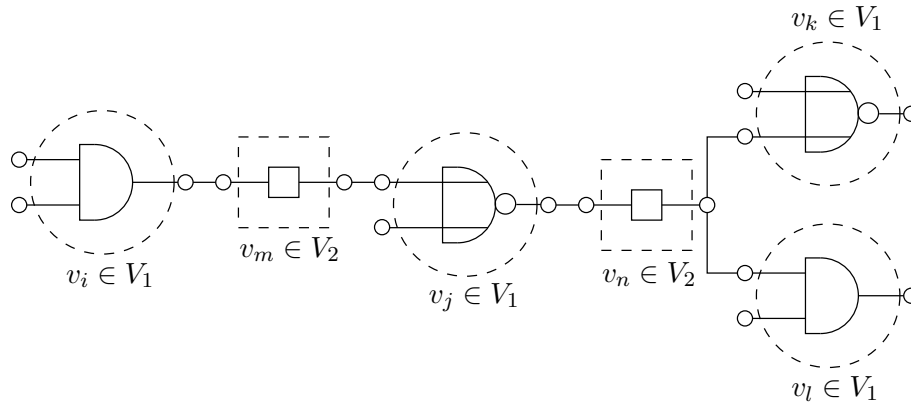 v_k ∈ V_1
v_m ∈ V_2
v_i ∈ V_1
v_j ∈ V_1
v_n ∈ V_2
v_l ∈ V_1